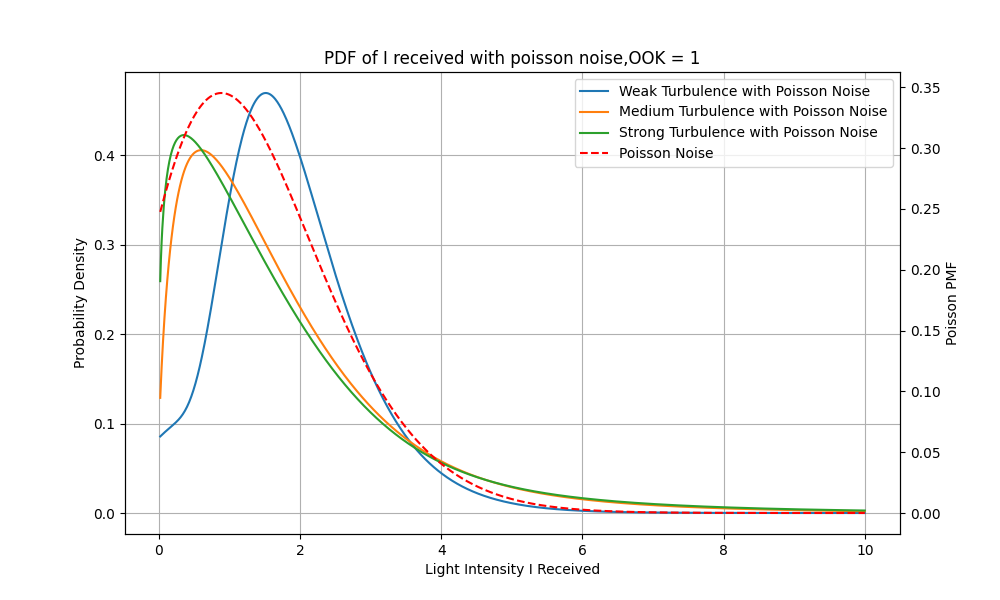 PDF of I received with poisson noise,OOK = 1
Weak Turbulence with Poisson Noise
Medium Turbulence with Poisson Noise
Strong Turbulence with Poisson Noise
Poisson Noise
Probability Density
0.4
0.3
0.2
0.1
0.0
0.35
0.30
0.25
0.20
0.15
0.10
0.05
0.00
Poisson PMF
0 2 4 6 8 10
Light Intensity I Received